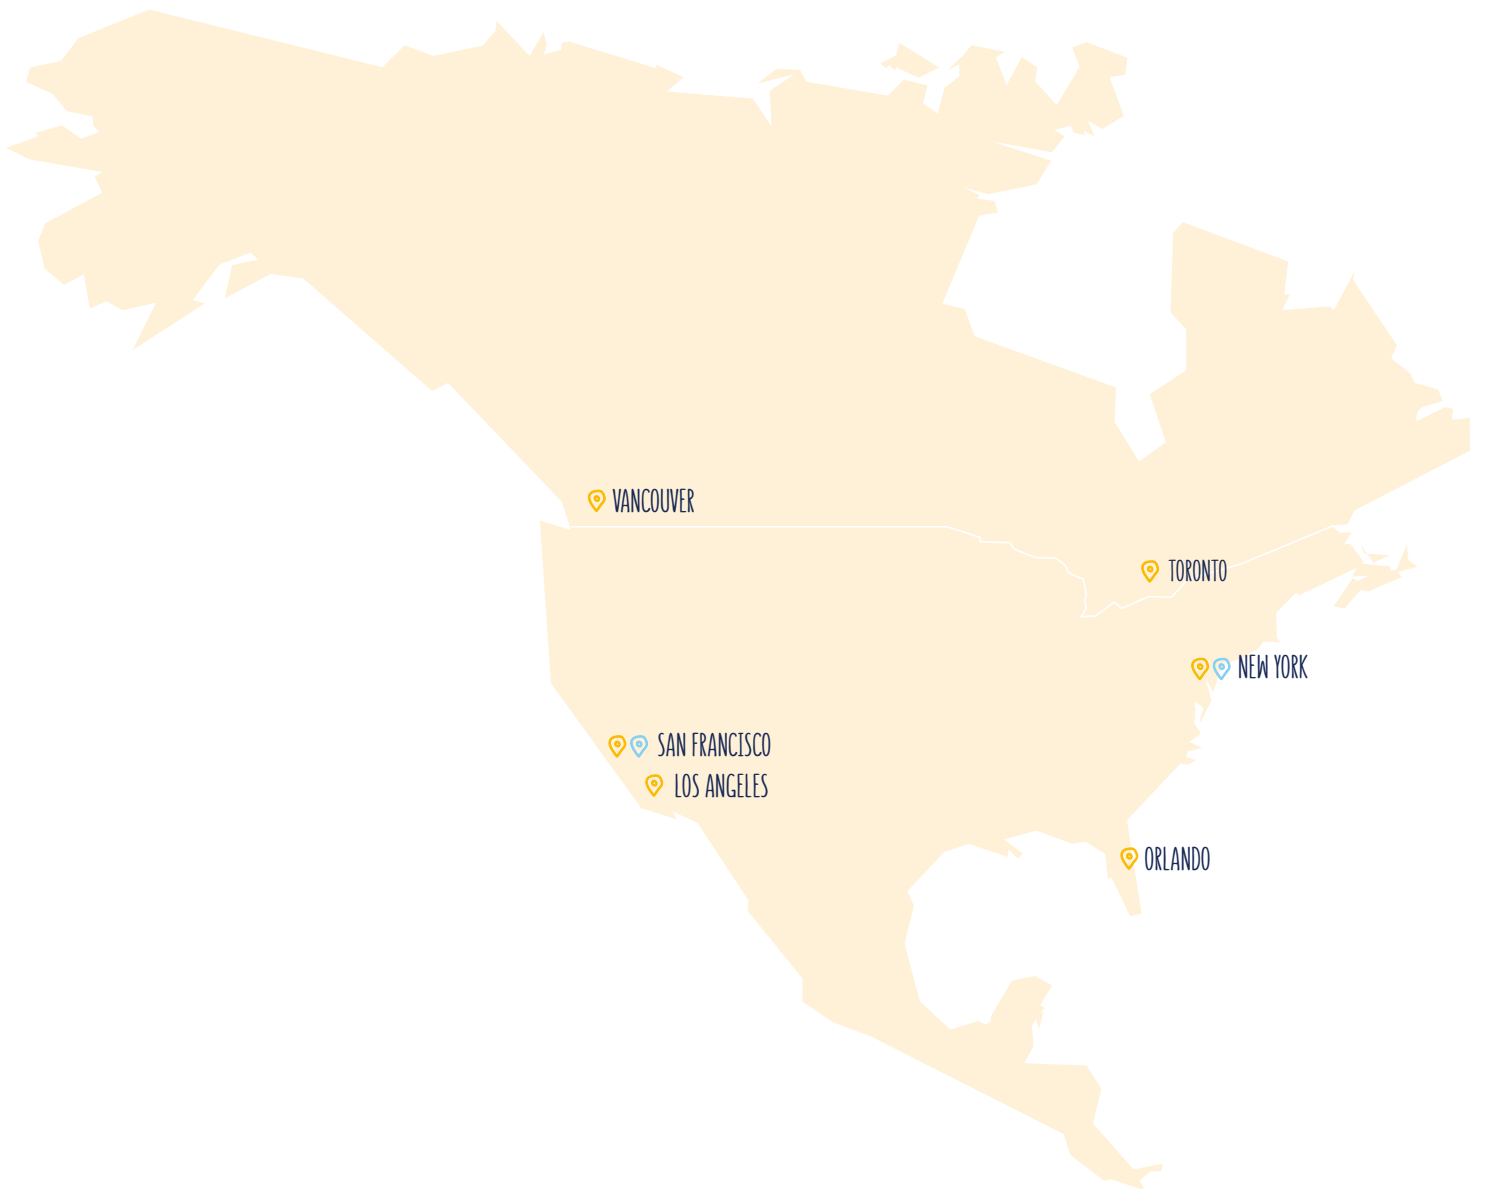 VANCOUVER
TORONTO
NEW YORK
SAN FRANCISCO
LOS ANGELES
ORLANDO